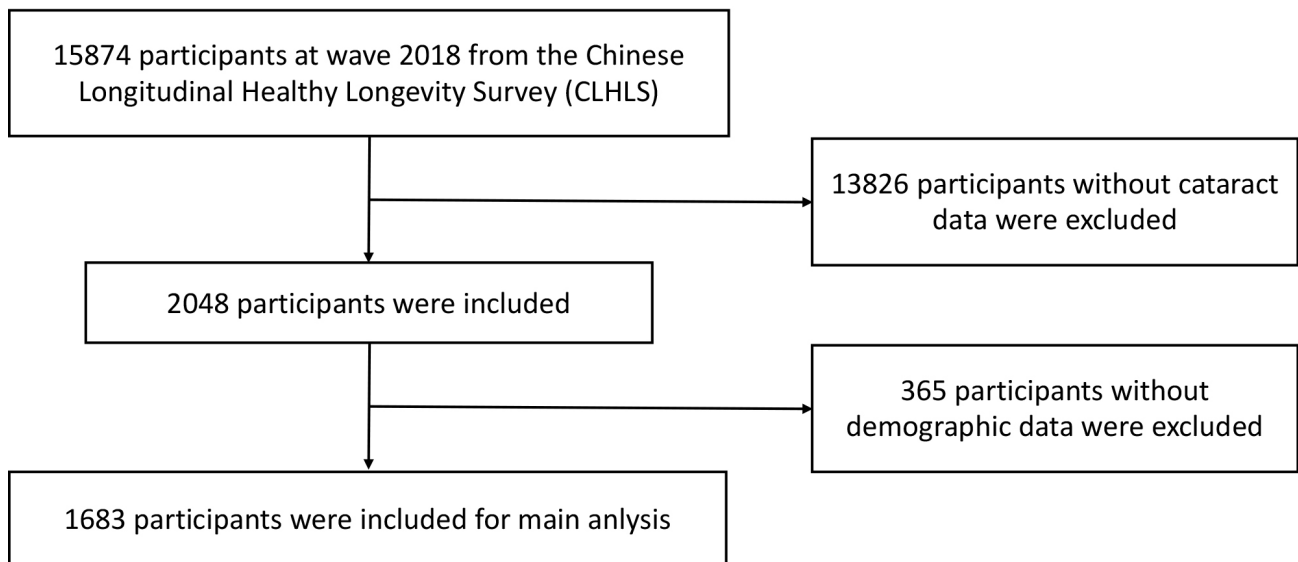 15874 participants at wave 2018 from the Chinese
Longitudinal Healthy Longevity Survey (CLHLS)
13826 participants without cataract
data were excluded
2048 participants were included
365 participants without
demographic data were excluded
1683 participants were included for main anlysis